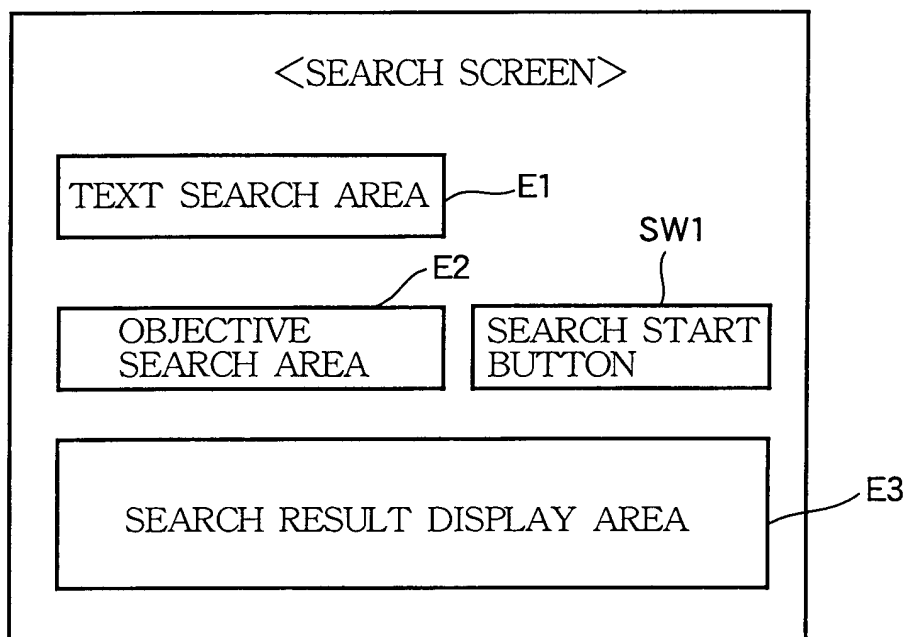 <SEARCH SCREEN>
TEXT SEARCH AREA
E1
SW1
E2
OBJECTIVE
SEARCH AREA
SEARCH START
BUTTON
SEARCH RESULT DISPLAY AREA
E3